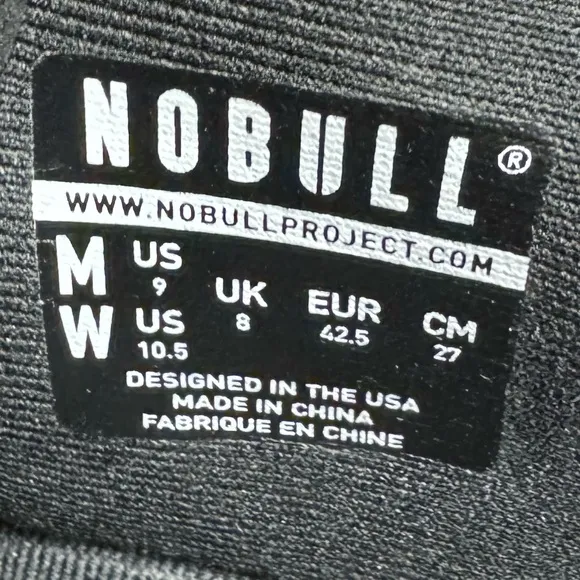 NOBULL®
WWW.NOBULLPROJECT.COM
M US 9 UK 8 EUR 42.5 CM 27
W US 10.5
DESIGNED IN THE USA
MADE IN CHINA
FABRIQUE EN CHINE